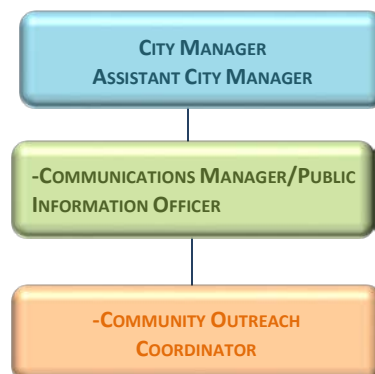 CITY MANAGER
ASSISTANT CITY MANAGER
-COMMUNICATIONS MANAGER/PUBLIC
INFORMATION OFFICER
-COMMUNITY OUTREACH
COORDINATOR